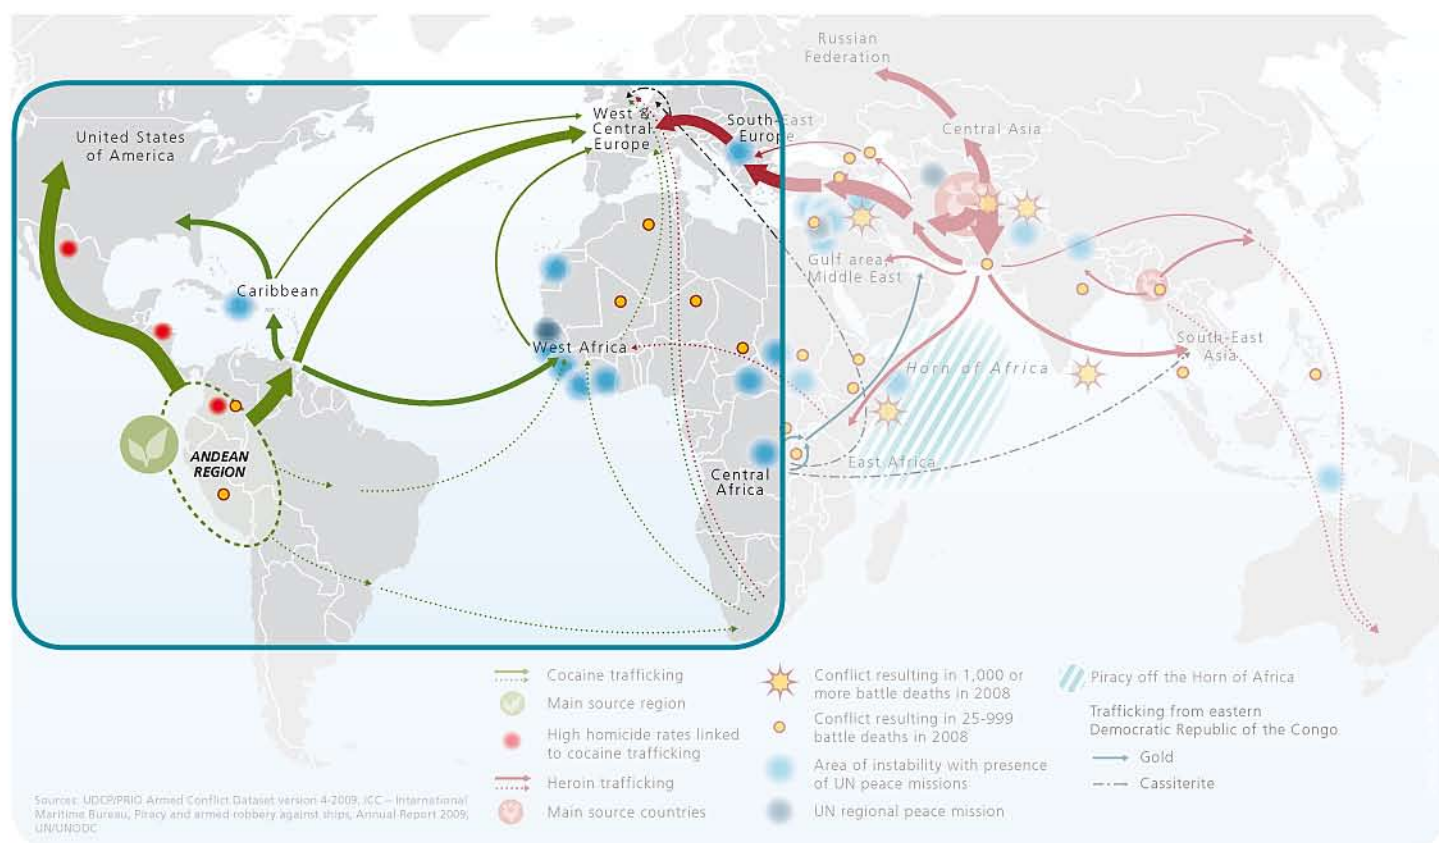 Russian
Federation
United States
of America
West &
Central
Europe
South-East
Europe
Central Asia
Gulf area,
Middle East
Caribbean
West Africa
Horn of Africa
South-East
Asia
ANDEAN
REGION
Central
Africa
East Africa
Cocaine trafficking
Main source region
High homicide rates linked
to cocaine trafficking
Heroin trafficking
Main source countries
Conflict resulting in 1,000 or
more battle deaths in 2008
Conflict resulting in 25-999
battle deaths in 2008
Area of instability with presence
of UN peace missions
UN regional peace mission
Piracy off the Horn of Africa
Trafficking from eastern
Democratic Republic of the Congo
Gold
Cassiterite
Sources: UDCP/PRIO Armed Conflict Dataset version 4-2009, ICC – International
Maritime Bureau, Piracy and armed robbery against ships, Annual Report 2009,
UN/UNODC